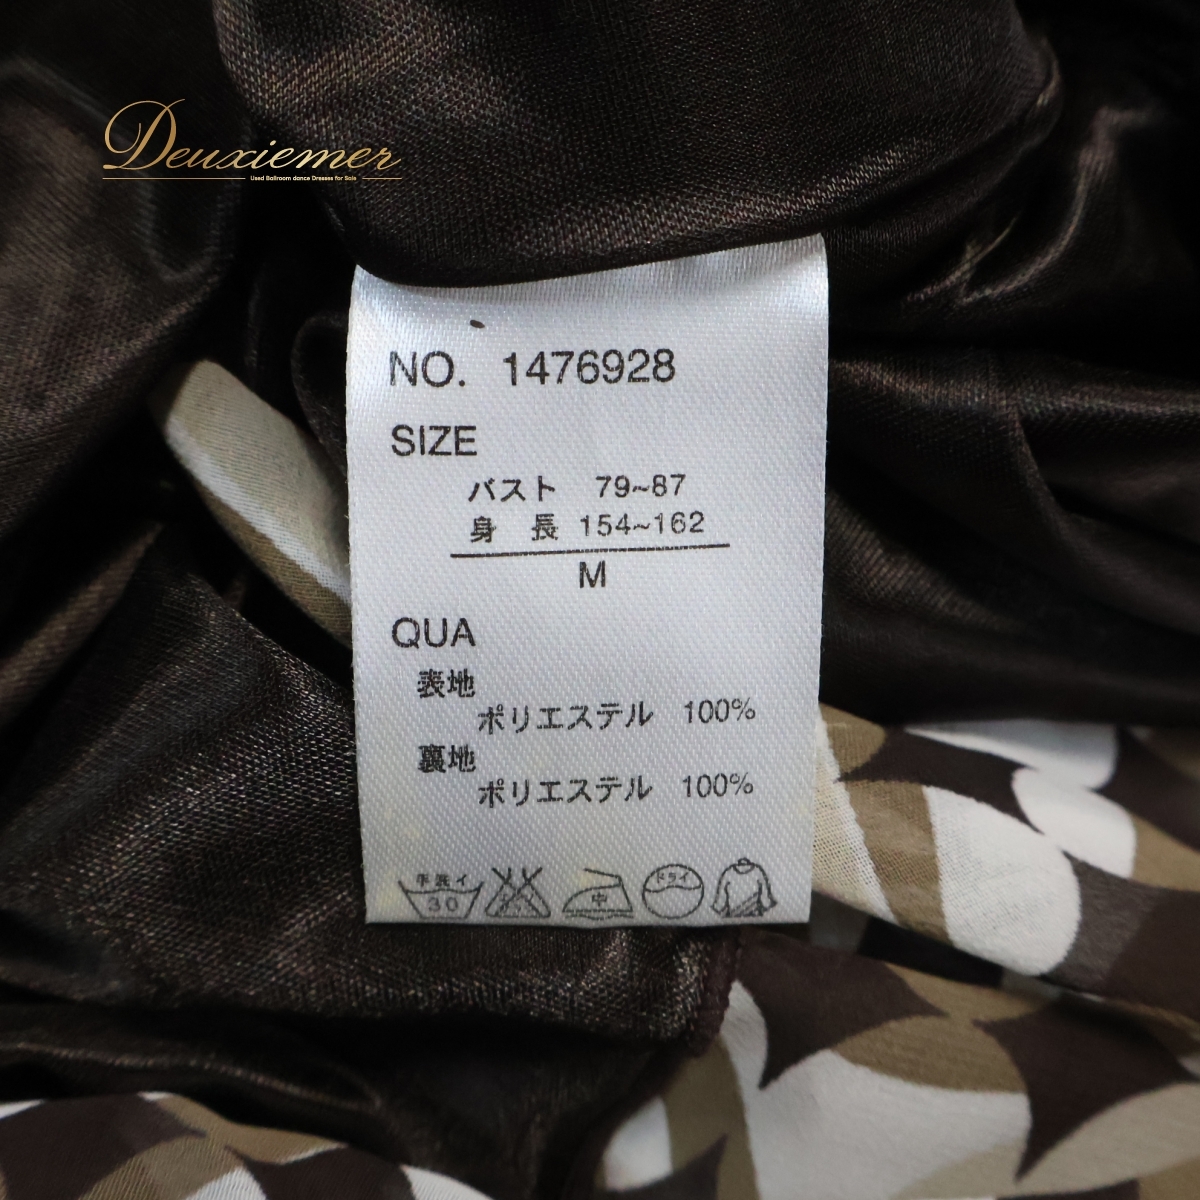 Deuxiemer
Used Ballroom dance Dresses for Sale
NO. 1476928
SIZE
バスト 79~87
身 長 154~162
M
QUA
表地
ポリエステル 100%
裏地
ポリエステル 100%
手洗イ
30
中
ドライ